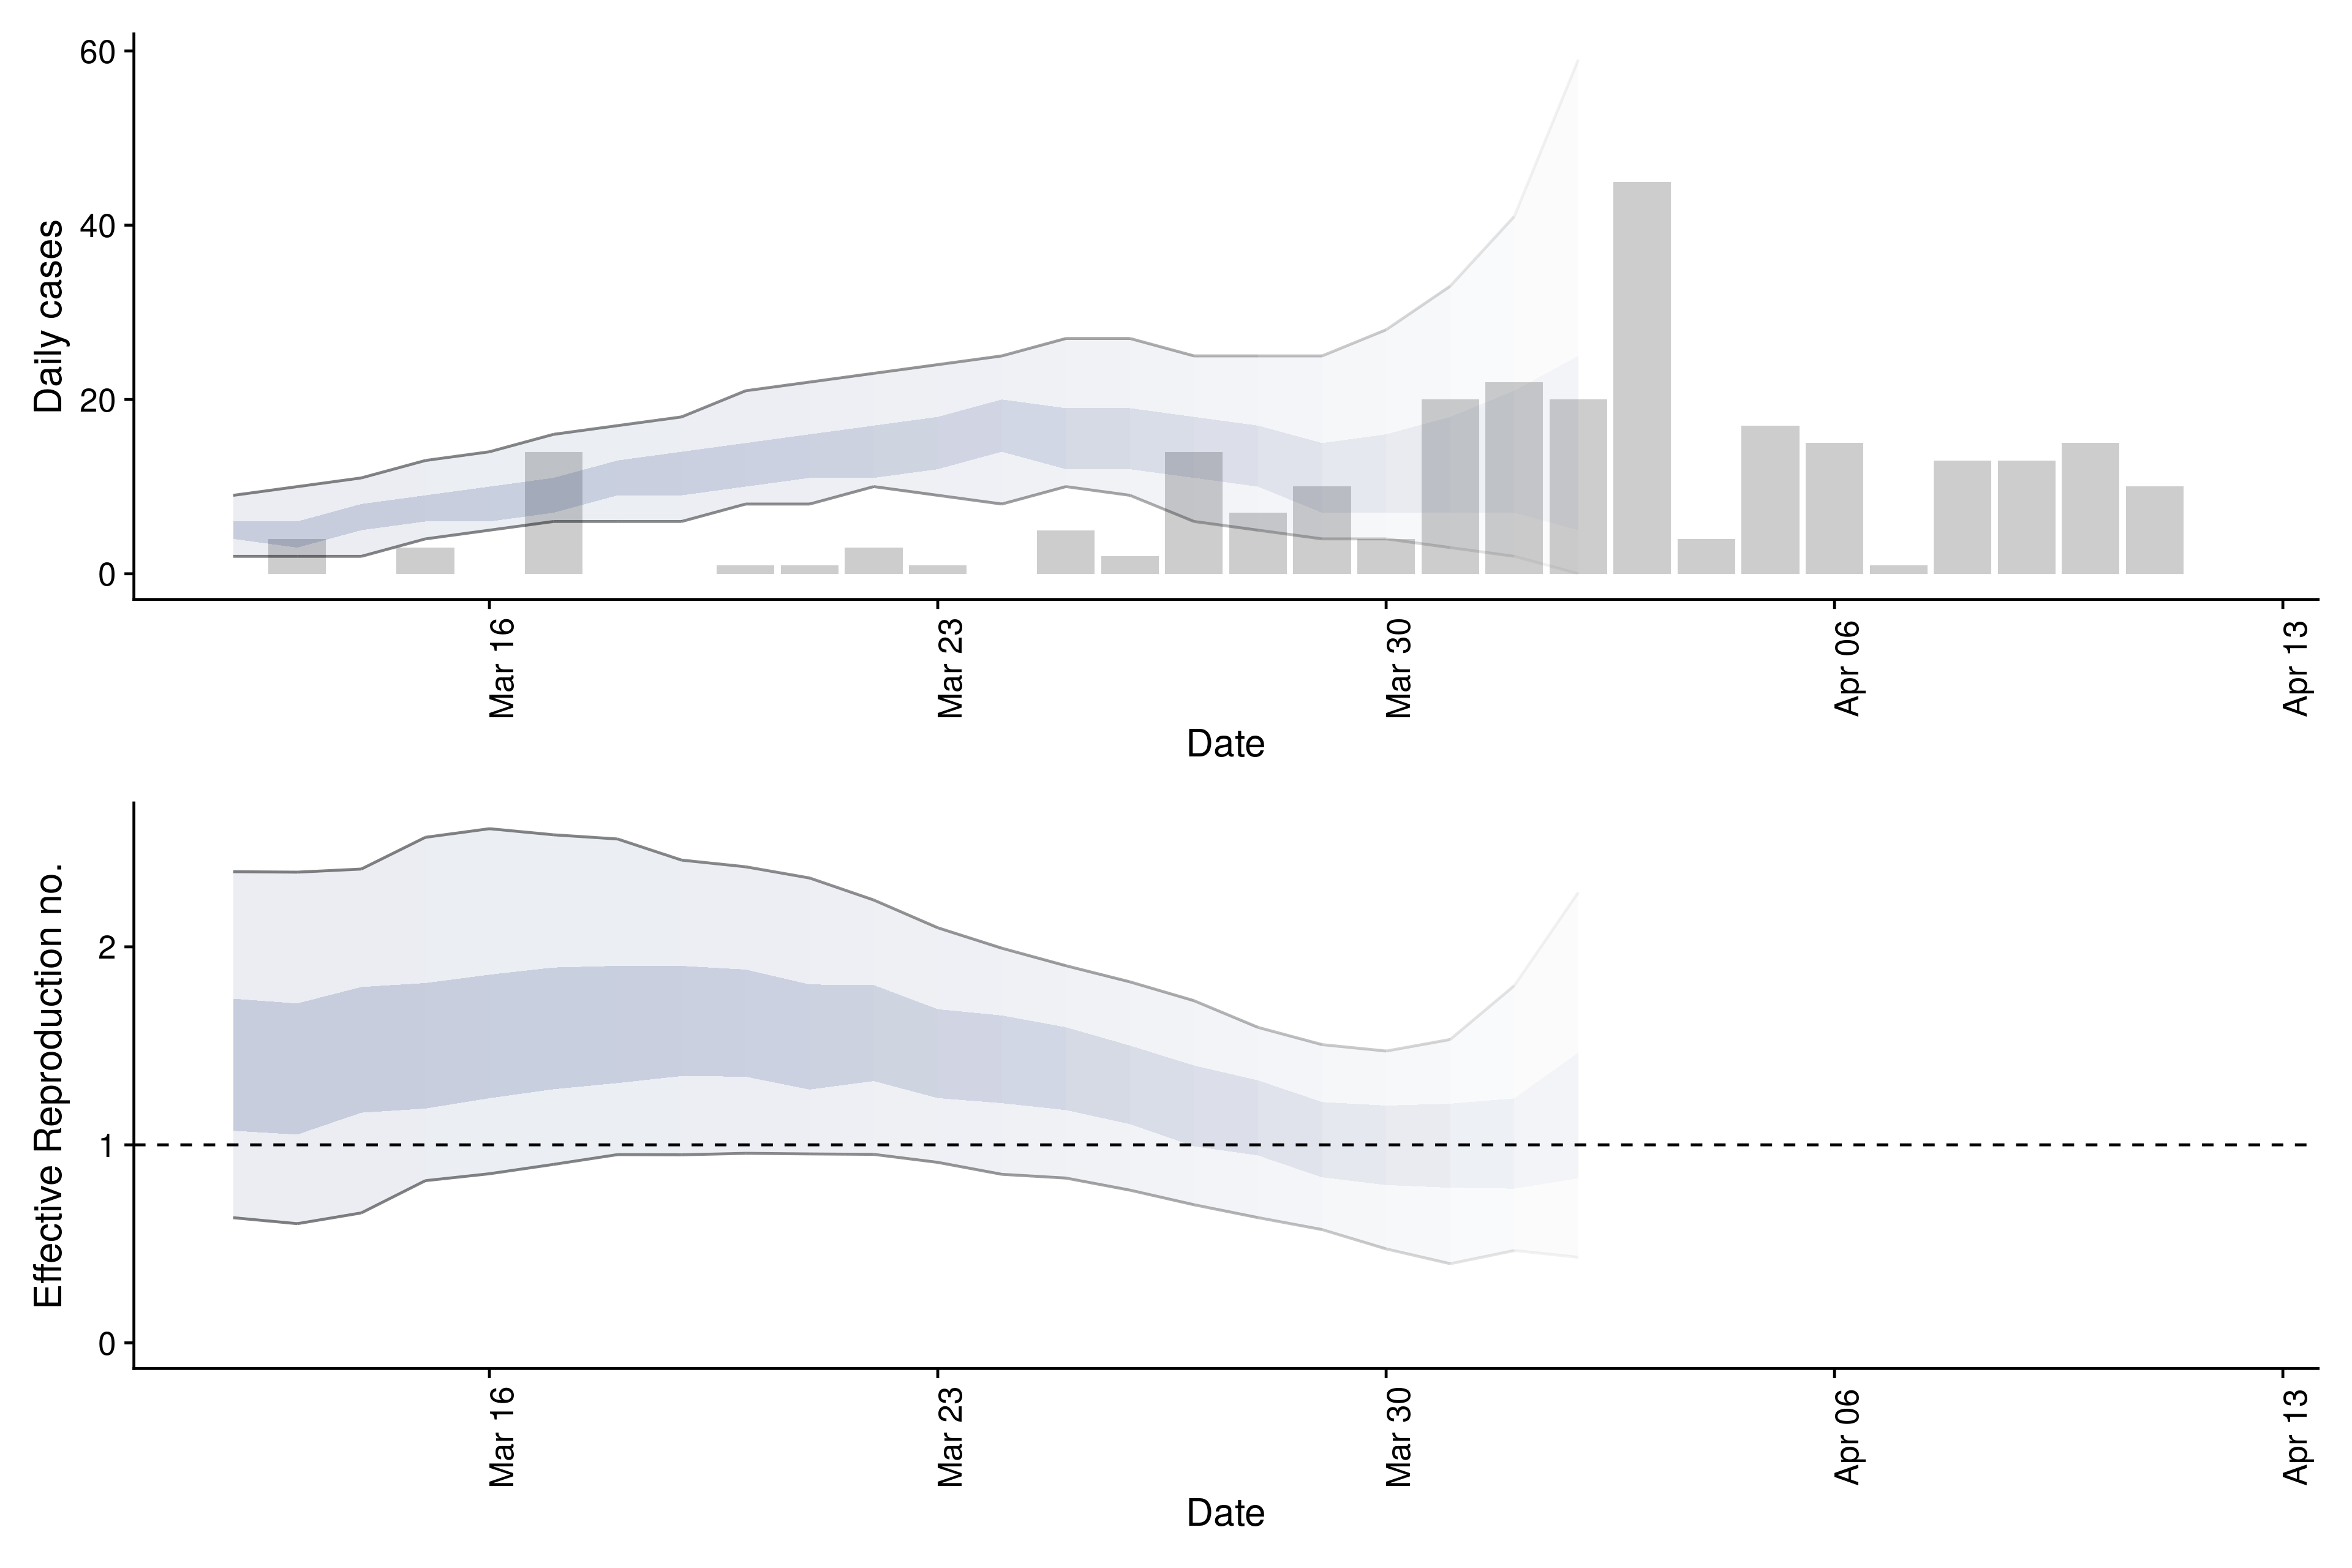 Daily cases
60
40
20
0
Mar 16
Mar 23
Mar 30
Apr 06
Apr 13
Date
Effective Reproduction no.
2
1
0
Mar 16
Mar 23
Mar 30
Apr 06
Apr 13
Date